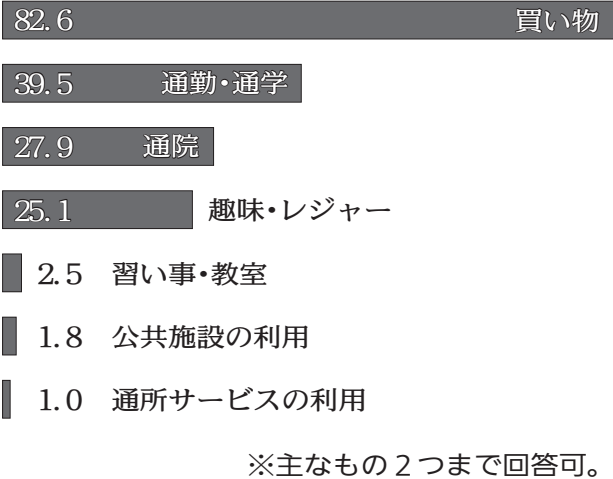 82.6 買い物
39.5 通勤・通学
27.9 通院
25.1 趣味・レジャー
2.5 習い事・教室
1.8 公共施設の利用
1.0 通所サービスの利用
※主なもの2つまで回答可。